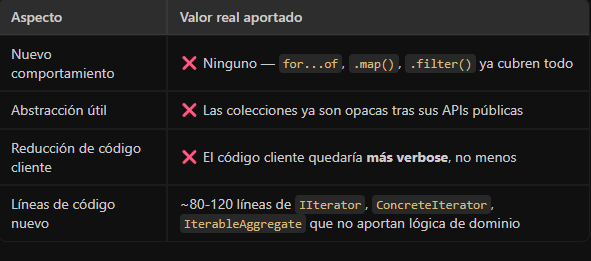 Aspecto Valor real aportado
Nuevo
comportamiento
❌ Ninguno — for...of, .map(), .filter() ya cubren todo
Abstracción útil
❌ Las colecciones ya son opacas tras sus APIs públicas
Reducción de código
cliente
❌ El código cliente quedaría más verbose, no menos
Líneas de código
nuevo
~80-120 líneas de IIterator, ConcreteIterator,
IterableAggregate que no aportan lógica de dominio